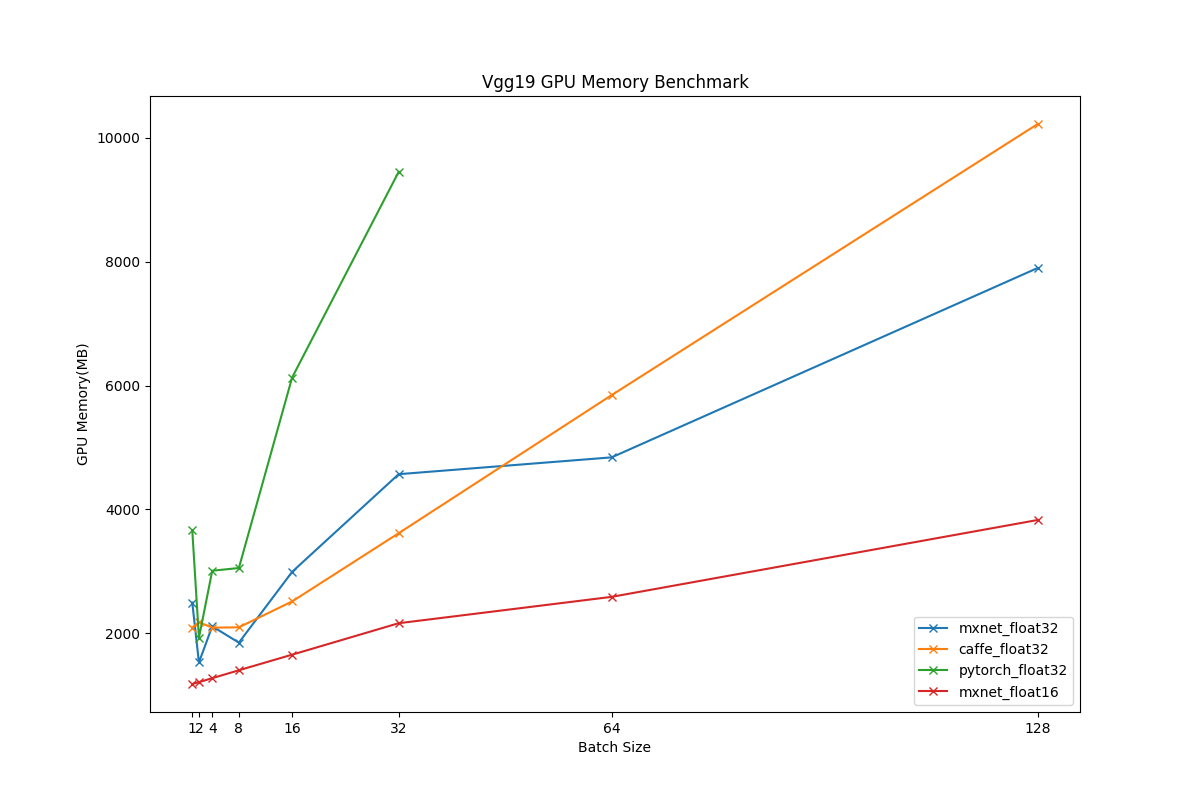 Vgg19 GPU Memory Benchmark
10000
8000
6000
4000
2000
GPU Memory(MB)
1 2 4 8 16 32 64 128
Batch Size
mxnet_float32
caffe_float32
pytorch_float32
mxnet_float16